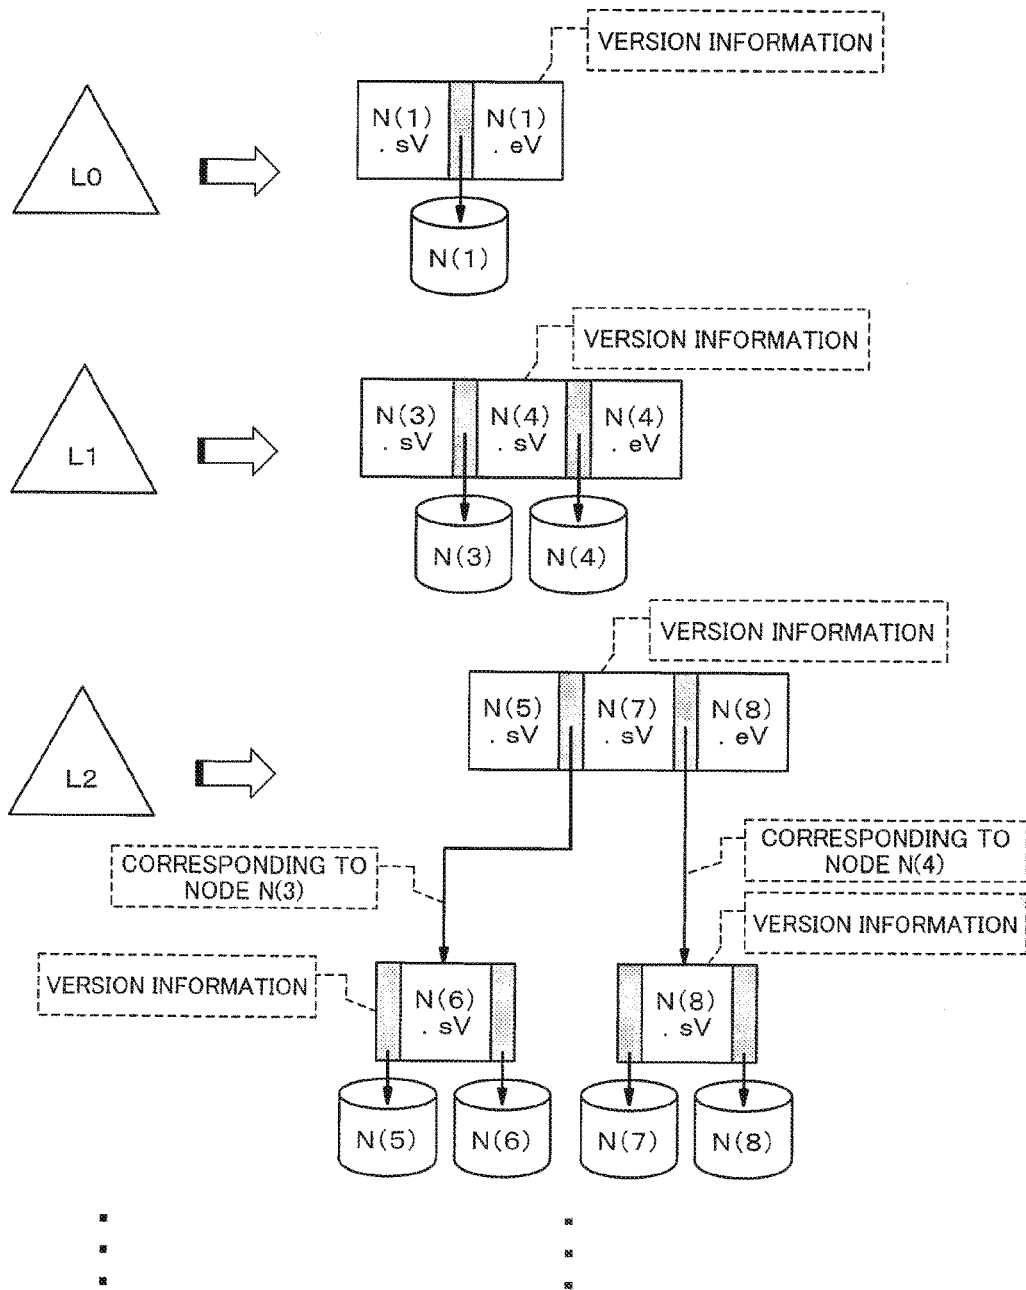 VERSION INFORMATION
L0
N(1)
. sV
N(1)
. eV
N(1)
VERSION INFORMATION
L1
N(3)
. sV
N(4)
. sV
N(4)
. eV
N(3)
N(4)
VERSION INFORMATION
L2
N(5)
. sV
N(7)
. sV
N(8)
. eV
CORRESPONDING TO
NODE N(3)
CORRESPONDING TO
NODE N(4)
VERSION INFORMATION
VERSION INFORMATION
N(6)
. sV
N(8)
. sV
N(5)
N(6)
N(7)
N(8)